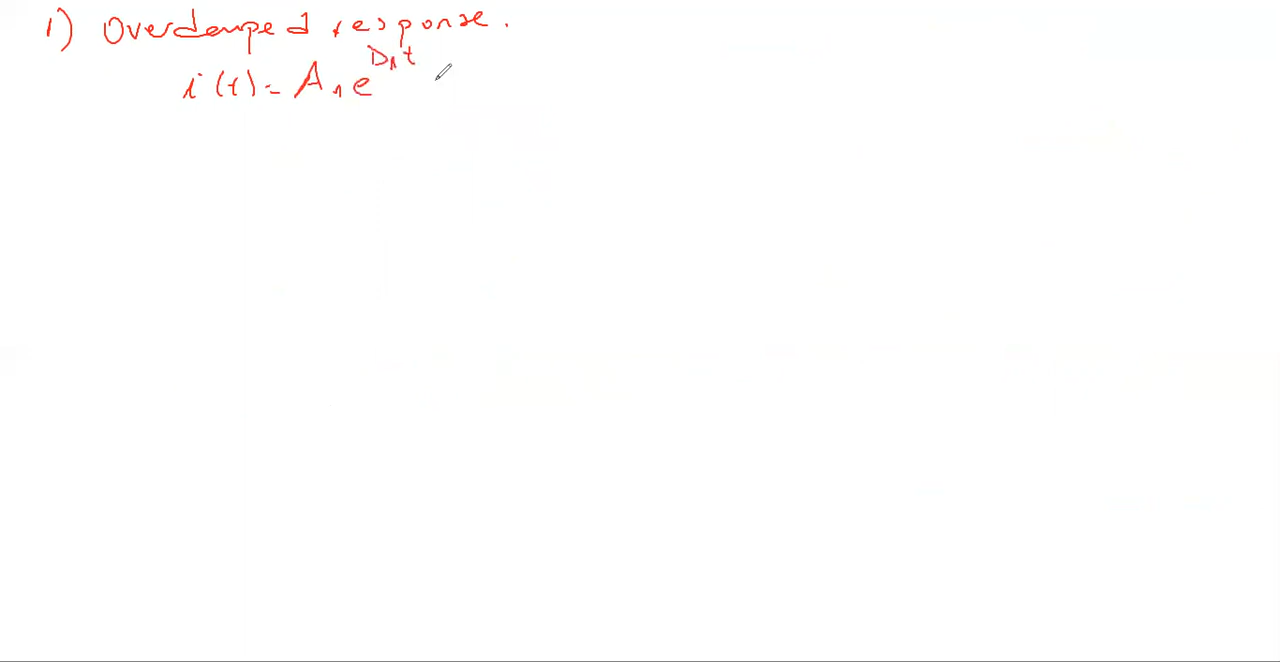 1) Overdamped response.
i(t) = A₁e^D₁t